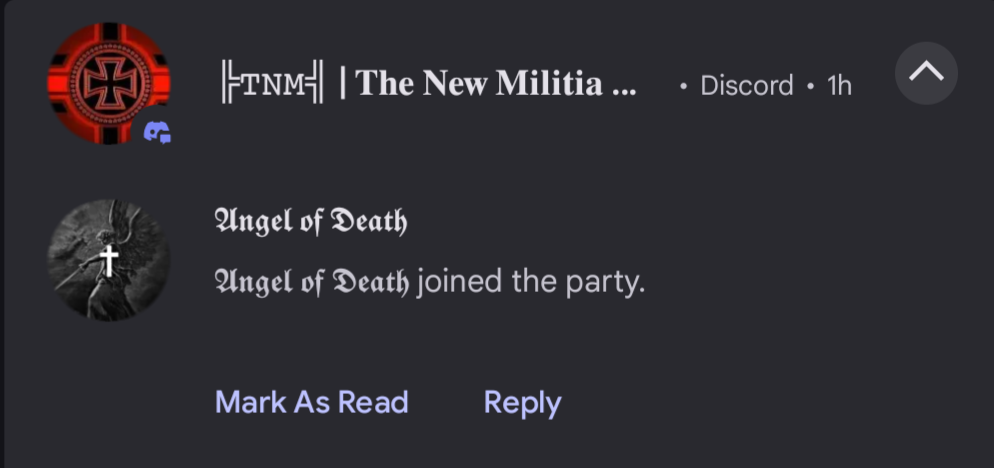 ╠TNM╣ | The New Militia ... • Discord • 1h
𝕬𝖓𝖌𝖊𝖑 𝖔𝖋 𝕯𝖊𝖆𝖙𝖍
𝕬𝖓𝖌𝖊𝖑 𝖔𝖋 𝕯𝖊𝖆𝖙𝖍 joined the party.
Mark As Read Reply